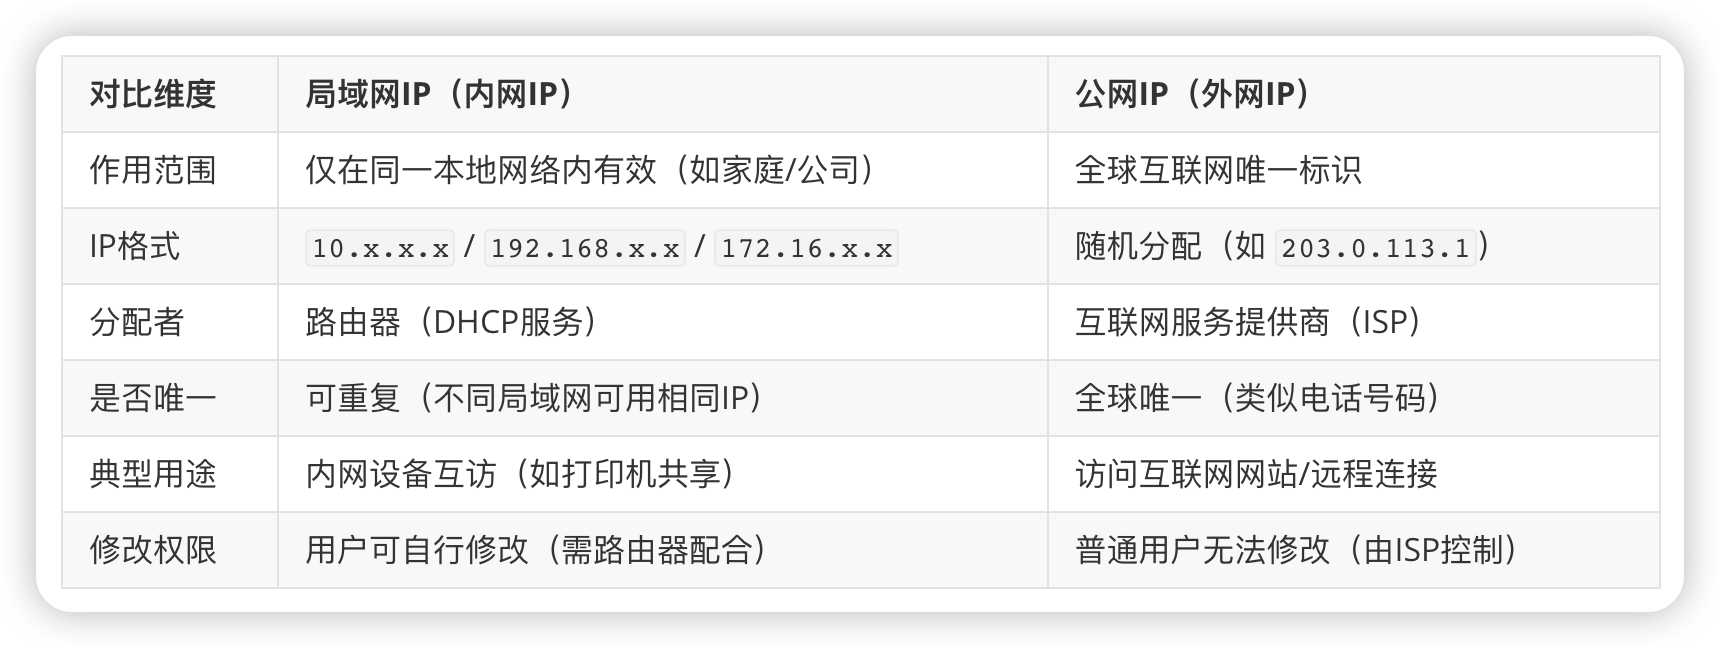 对比维度 局域网IP（内网IP） 公网IP（外网IP）
作用范围 仅在同一本地网络内有效（如家庭/公司） 全球互联网唯一标识
IP格式 10.x.x.x / 192.168.x.x / 172.16.x.x 随机分配（如 203.0.113.1）
分配者 路由器（DHCP服务） 互联网服务提供商（ISP）
是否唯一 可重复（不同局域网可用相同IP） 全球唯一（类似电话号码）
典型用途 内网设备互访（如打印机共享） 访问互联网网站/远程连接
修改权限 用户可自行修改（需路由器配合） 普通用户无法修改（由ISP控制）